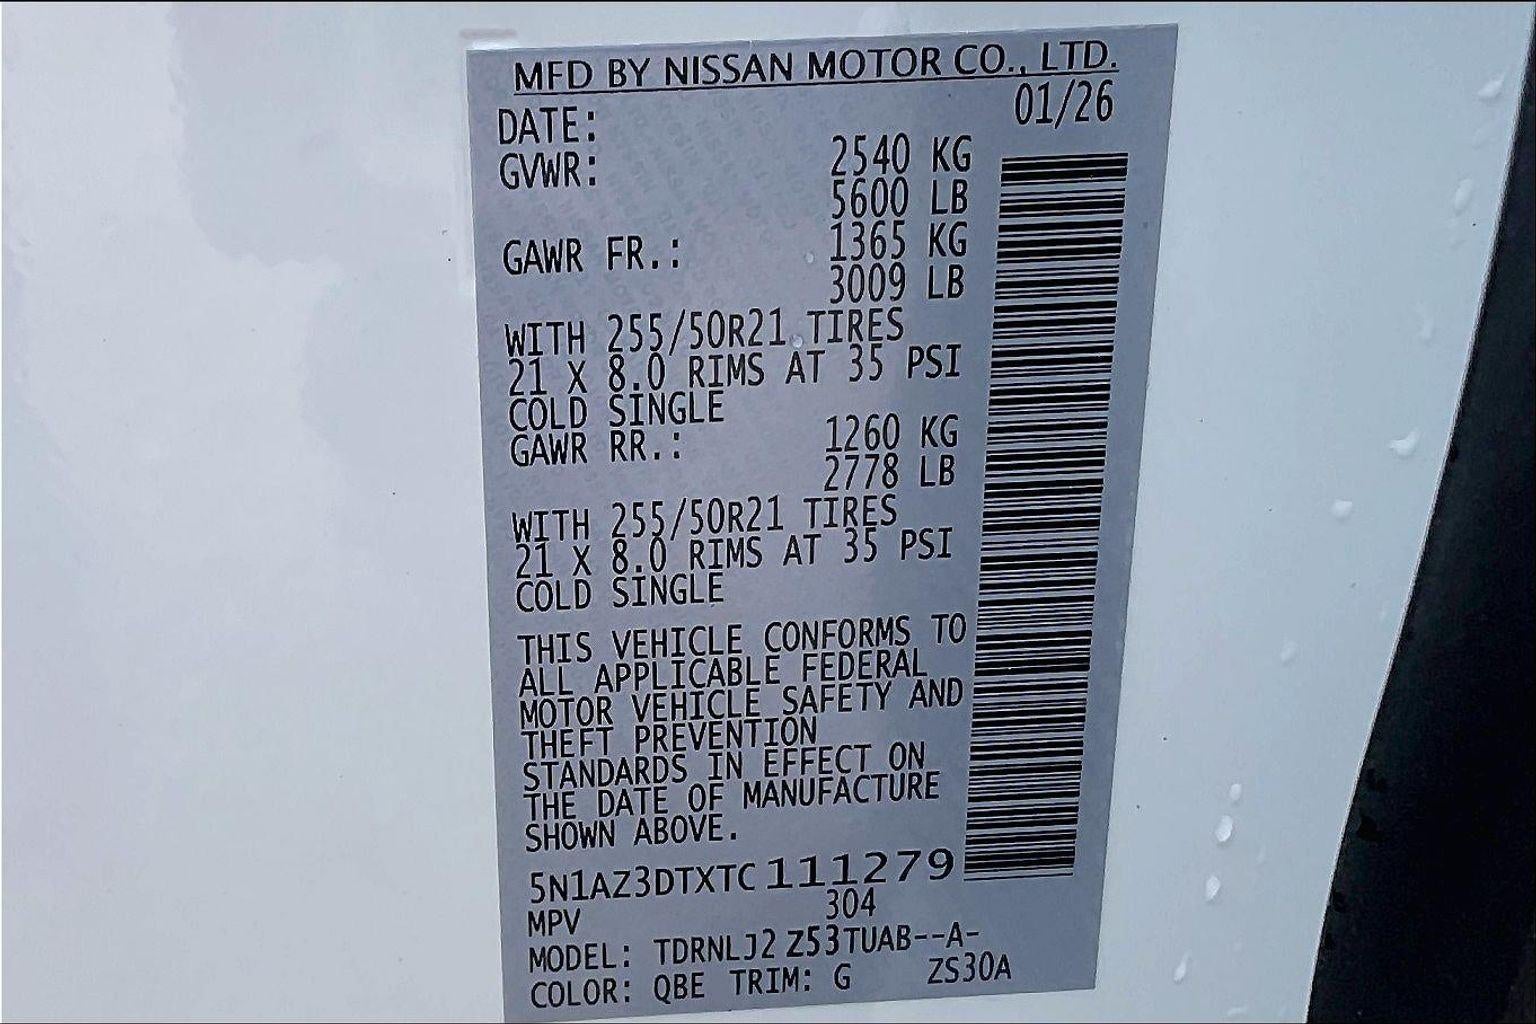 MFD BY NISSAN MOTOR CO., LTD.
DATE: 01/26
GVWR: 2540 KG
5600 LB
GAWR FR.: 1365 KG
3009 LB
WITH 255/50R21 TIRES
21 X 8.0 RIMS AT 35 PSI
COLD SINGLE
GAWR RR.: 1260 KG
2778 LB
WITH 255/50R21 TIRES
21 X 8.0 RIMS AT 35 PSI
COLD SINGLE
THIS VEHICLE CONFORMS TO
ALL APPLICABLE FEDERAL
MOTOR VEHICLE SAFETY AND
THEFT PREVENTION
STANDARDS IN EFFECT ON
THE DATE OF MANUFACTURE
SHOWN ABOVE.
5N1AZ3DTXTC111279
MPV 304
MODEL: TDRNLJ2 Z53TUAB--A-
COLOR: QBE TRIM: G ZS30A